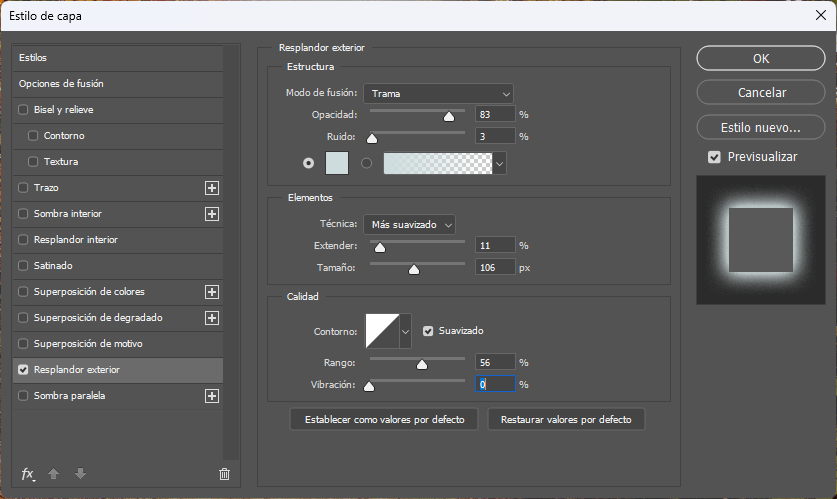 Estilo de capa
Estilos
Opciones de fusión
Bisel y relieve
Contorno
Textura
Trazo
Sombra interior
Resplandor interior
Satinado
Superposición de colores
Superposición de degradado
Superposición de motivo
Resplandor exterior
Sombra paralela
fx
Resplandor exterior
Estructura
Modo de fusión: Trama
Opacidad: 83 %
Ruido: 3 %
Elementos
Técnica: Más suavizado
Extender: 11 %
Tamaño: 106 px
Calidad
Contorno: Suavizado
Rango: 56 %
Vibración: 0 %
Establecer como valores por defecto Restaurar valores por defecto
OK
Cancelar
Estilo nuevo...
Previsualizar